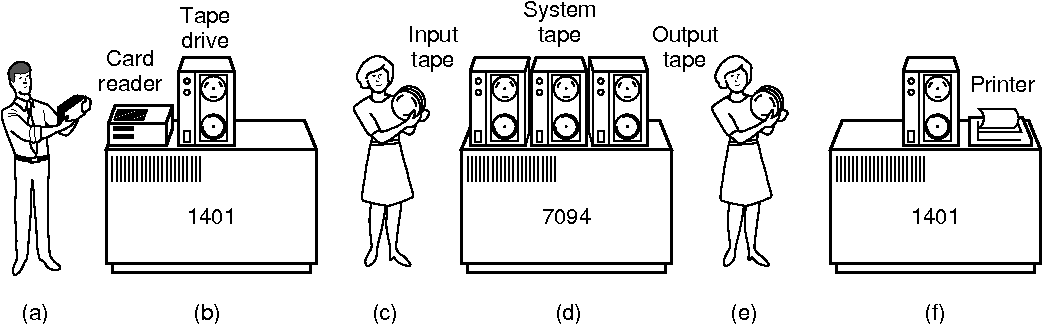 Tape
drive
Card
reader
Input
tape
System
tape
Output
tape
Printer
1401
7094
1401
(a)
(b)
(c)
(d)
(e)
(f)